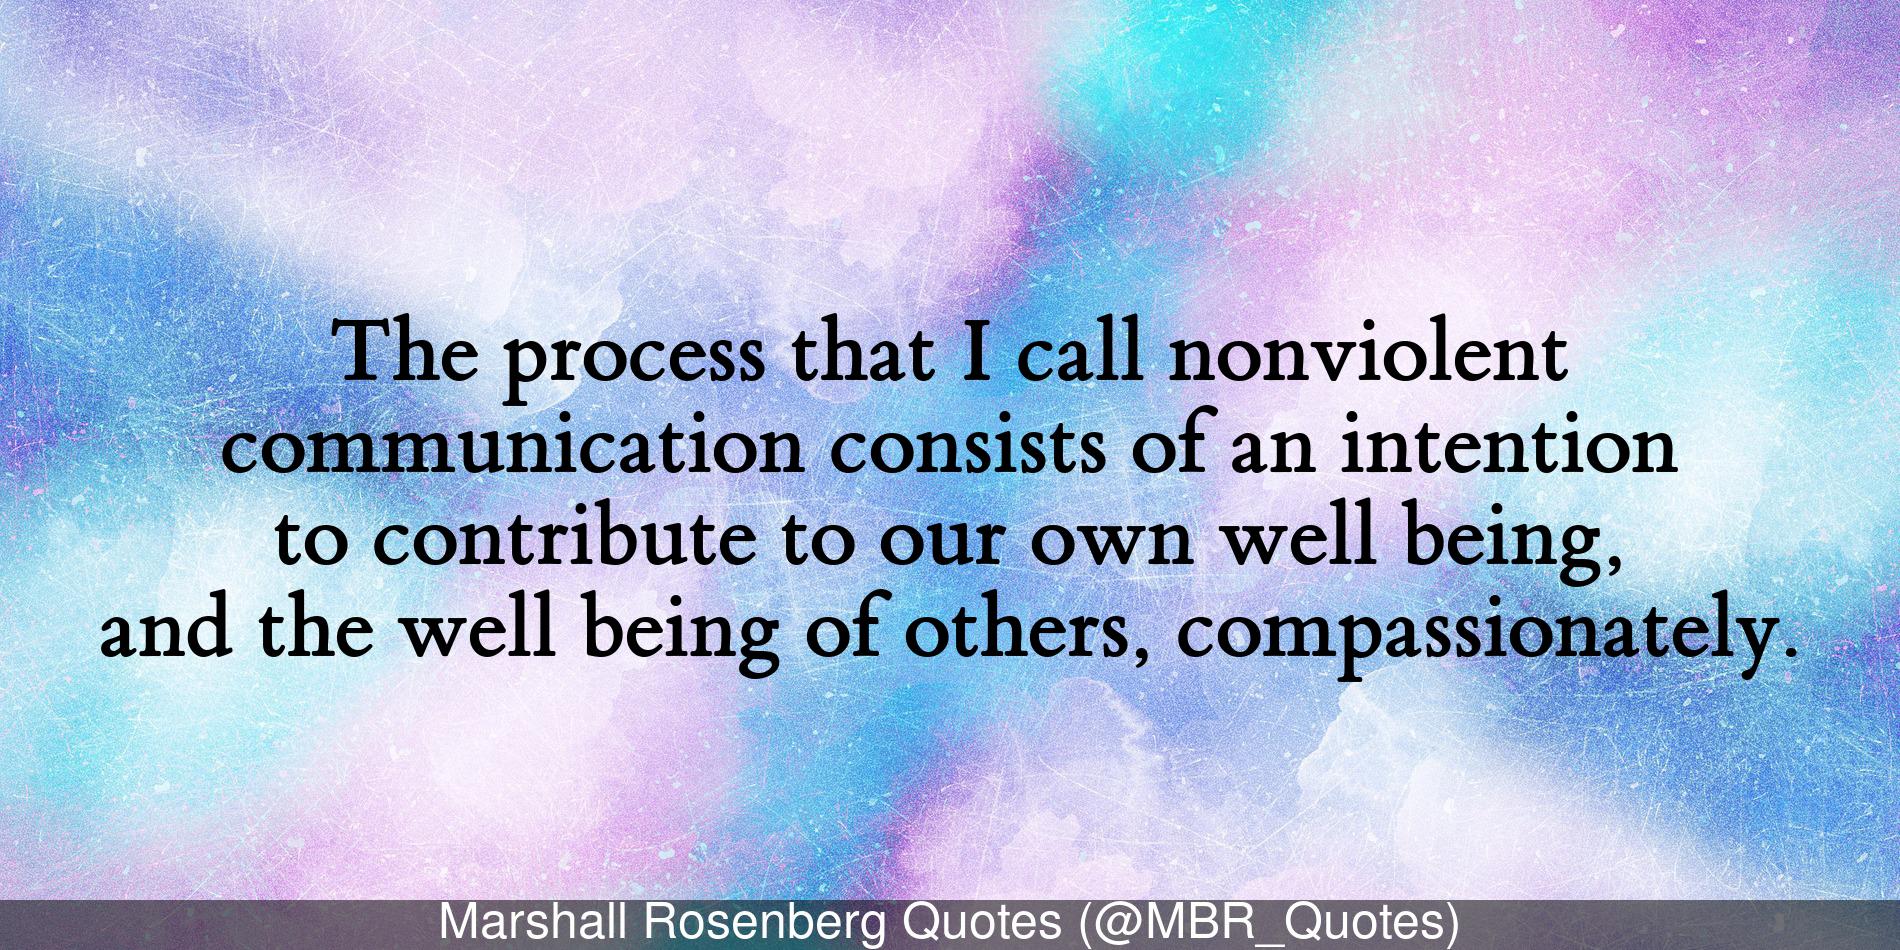 The process that I call nonviolent
communication consists of an intention
to contribute to our own well being,
and the well being of others, compassionately.
Marshall Rosenberg Quotes (@MBR_Quotes)